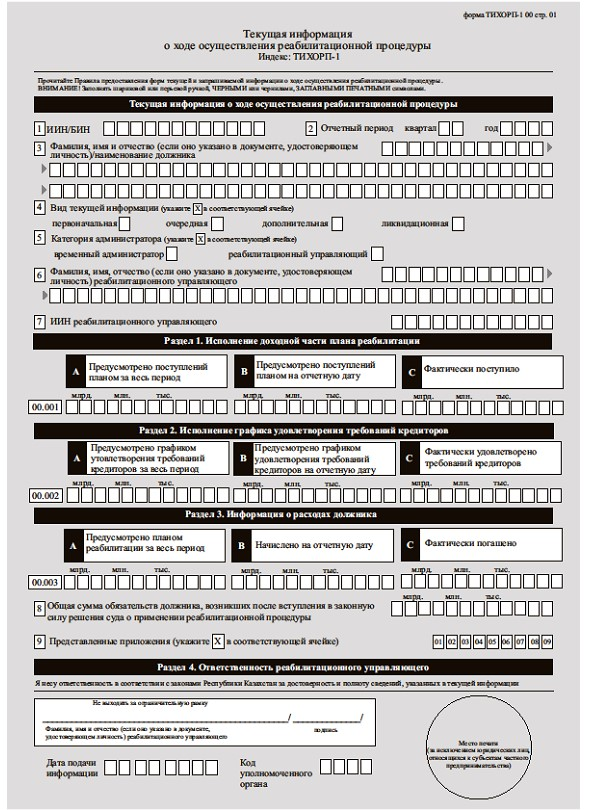 форма ТИХОРП-1 00 стр. 01
Текущая информация
о ходе осуществления реабилитационной процедуры
Индекс: ТИХОРП-1
Прочитайте Правила предоставления форм текущей и запрашиваемой информации о ходе осуществления реабилитационной процедуры.
ВНИМАНИЕ! Заполнять шариковой или перьевой ручкой, ЧЕРНЫМИ или чернилами, ЗАГЛАВНЫМИ ПЕЧАТНЫМИ символами.
Текущая информация о ходе осуществления реабилитационной процедуры
1 ИИН/БИН 2 Отчетный период квартал год
3 Фамилия, имя и отчество (если оно указано в документе, удостоверяющем
личность)/наименование должника
4 Вид текущей информации (укажите X в соответствующей ячейке)
первоначальная очередная дополнительная ликвидационная
5 Категория администратора (укажите X в соответствующей ячейке)
временный администратор реабилитационный управляющий
6 Фамилия, имя, отчество (если оно указано в документе, удостоверяющем
личность) реабилитационного управляющего
7 ИИН реабилитационного управляющего
Раздел 1. Исполнение доходной части плана реабилитации
A Предусмотрено поступлений
планом за весь период
B Предусмотрено поступлений
планом на отчетную дату
C Фактически поступило
млрд. млн. тыс. млрд. млн. тыс. млрд. млн. тыс.
00.001
Раздел 2. Исполнение графика удовлетворения требований кредиторов
A Предусмотрено графиком
утовлетворения требований
кредиторов за весь период
B Предусмотрено графиком
удовлетворения требований
кредиторов на отчетную дату
C Фактически удовлетворено
требований кредиторов
млрд. млн. тыс. млрд. млн. тыс. млрд. млн. тыс.
00.002
Раздел 3. Информация о расходах должника
A Предусмотрено планом
реабилитации за весь период
B Начислено на отчетную дату
C Фактически погашено
млрд. млн. тыс. млрд. млн. тыс. млрд. млн. тыс.
00.003
8 Общая сумма обязательств должника, возникших после вступления в законную
силу решения суда о применении реабилитационной процедуры
млрд. млн. тыс.
9 Представленные приложения (укажите X в соответствующей ячейке) 01 02 03 04 05 06 07 08 09
Раздел 4. Ответственность реабилитационного управляющего
Я несу ответственность в соответствии с законами Республики Казахстан за достоверность и полноту сведений, указанных в текущей информации
Не выходить за ограничительную рамку
/ /
Фамилия, имя и отчество (если оно указано в документе,
удостоверяющем личность) реабилитационного управляющего
подпись
Место печати
(за исключением юридических лиц,
относящихся к субъектам частного
предпринимательства)
Дата подачи
информации
Код
уполномоченного
органа